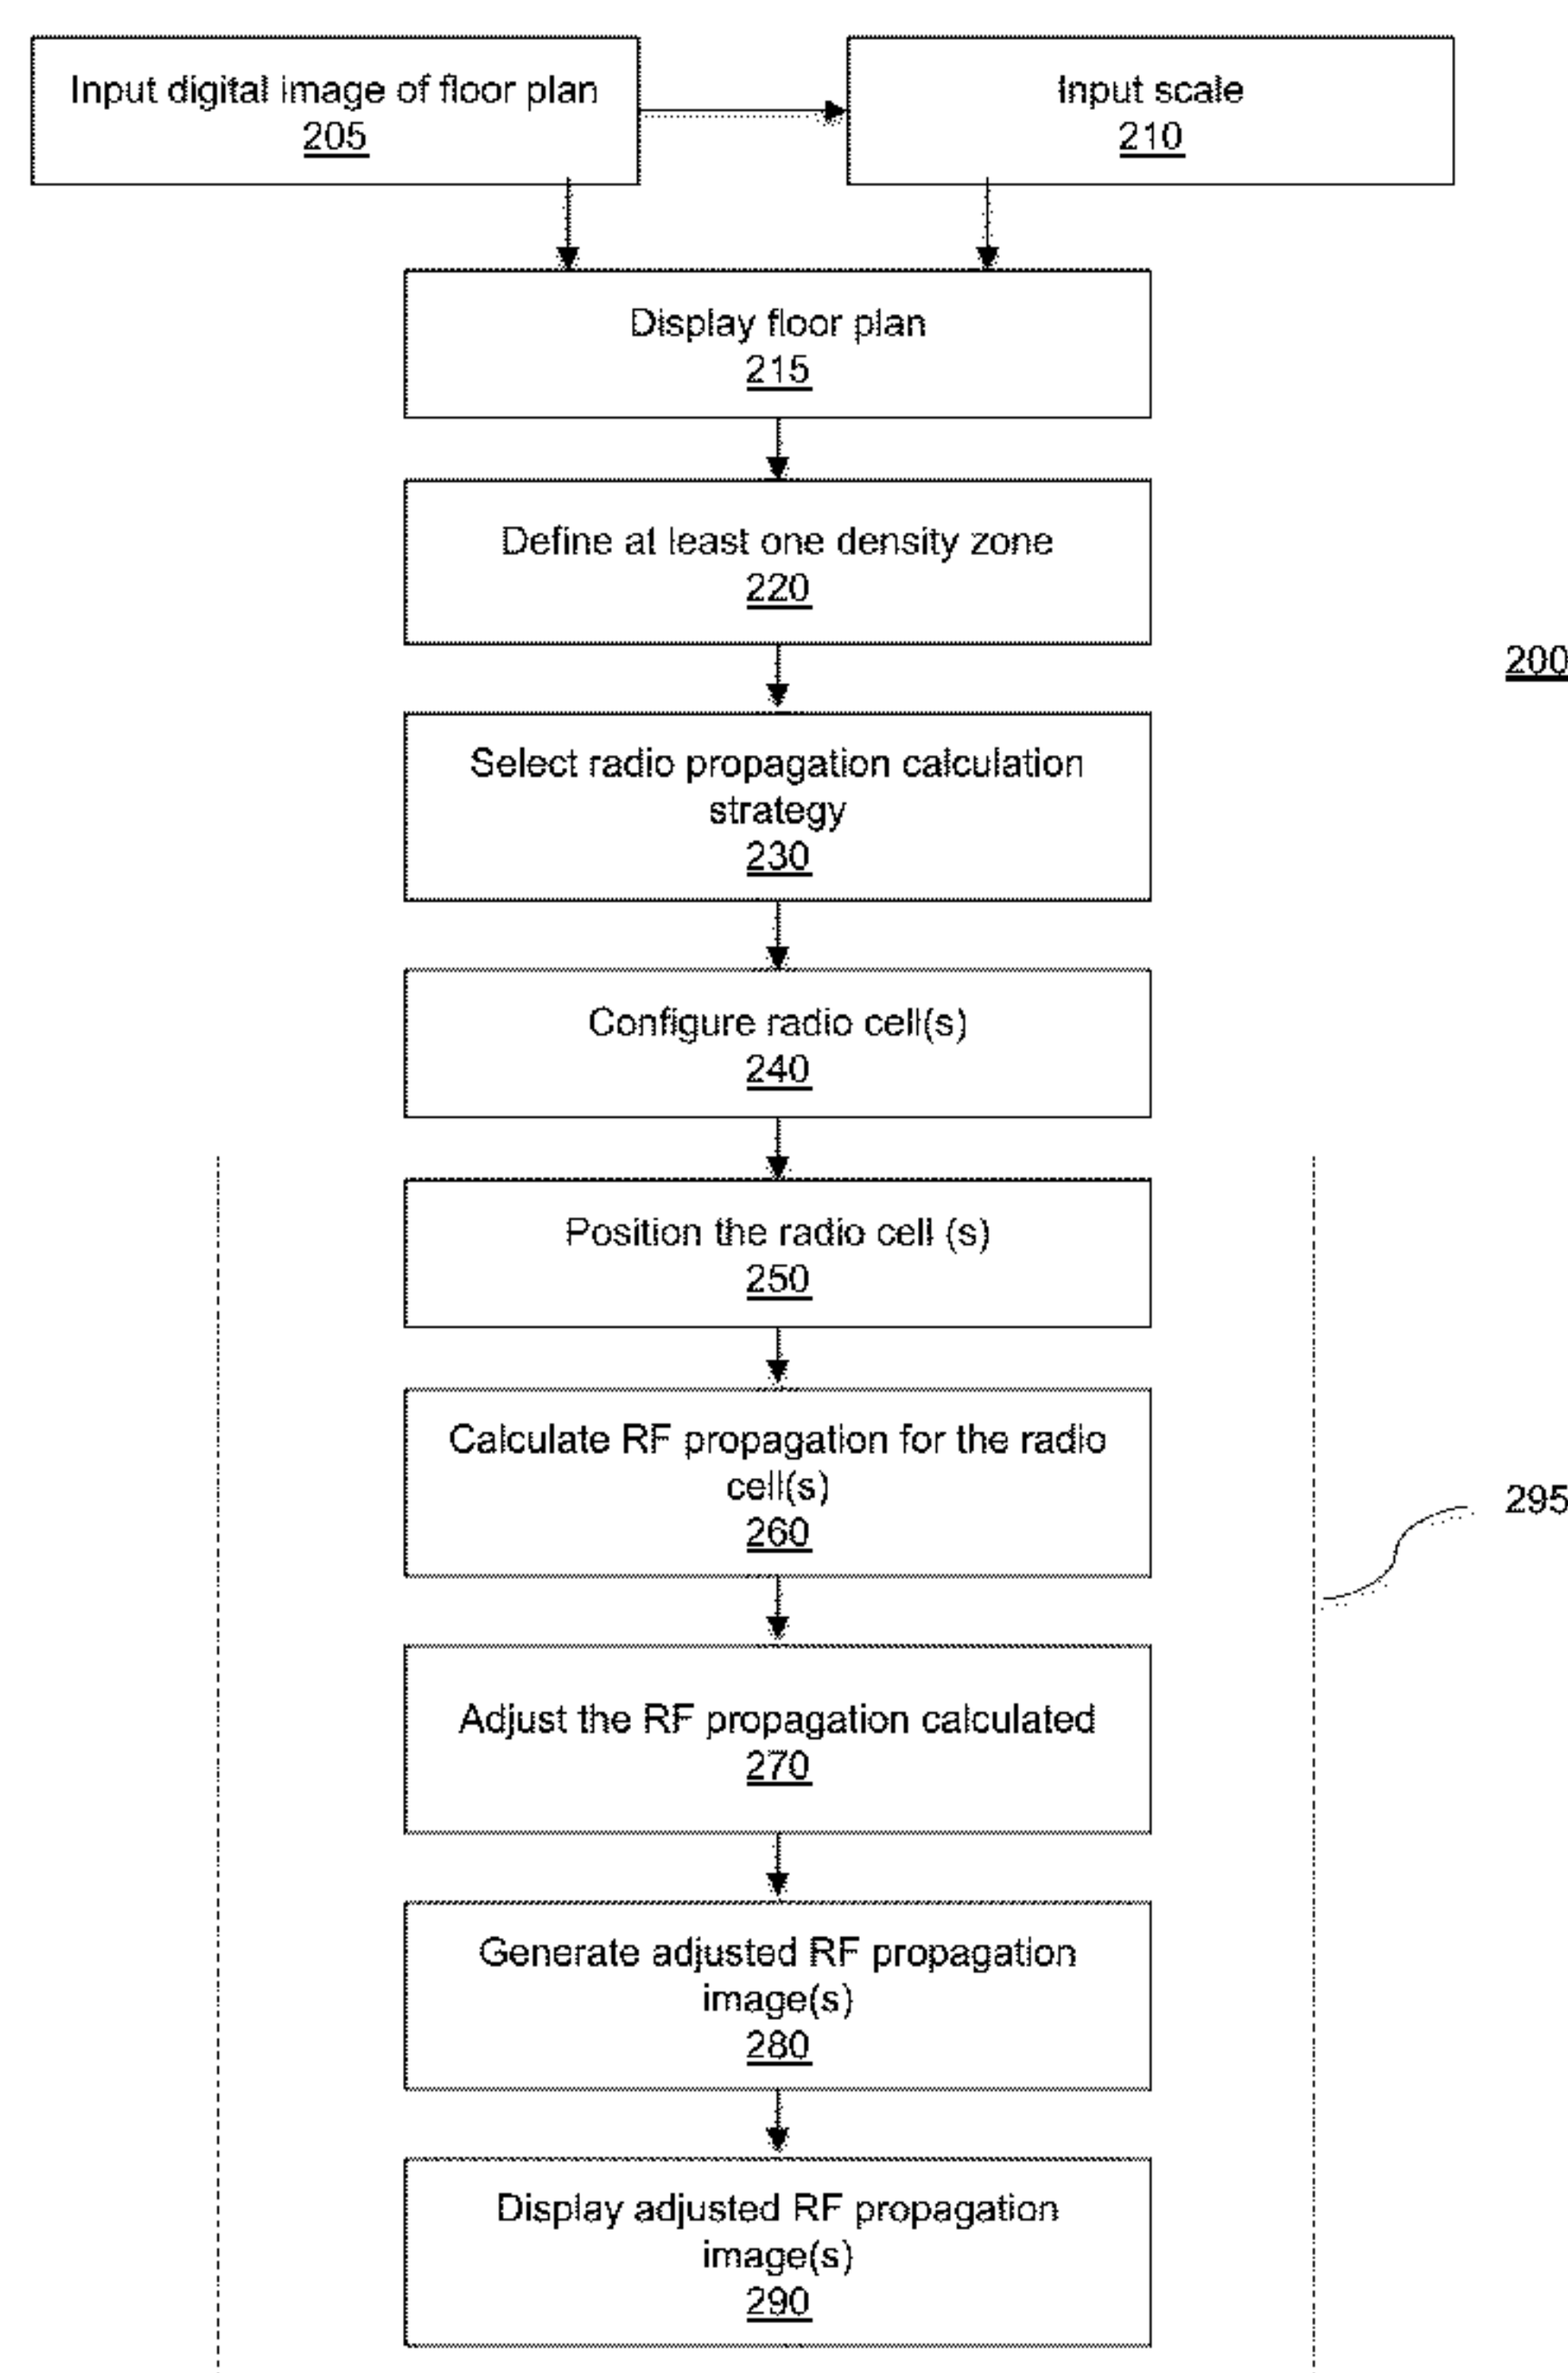 Input digital image of floor plan
205
Input scale
210
Display floor plan
215
Define at least one density zone
220
200
Select radio propagation calculation
strategy
230
Configure radio cell(s)
240
Position the radio cell (s)
250
Calculate RF propagation for the radio
cell(s)
260
295
Adjust the RF propagation calculated
270
Generate adjusted RF propagation
image(s)
280
Display adjusted RF propagation
image(s)
290